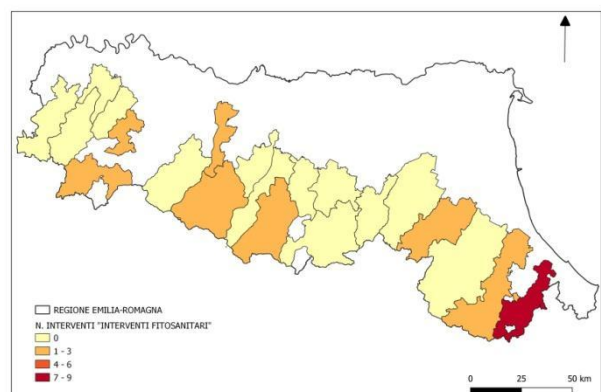 REGIONE EMILIA-ROMAGNA
N. INTERVENTI "INTERVENTI FITOSANITARI"
0
1 - 3
4 - 6
7 - 9
0 25 50 km